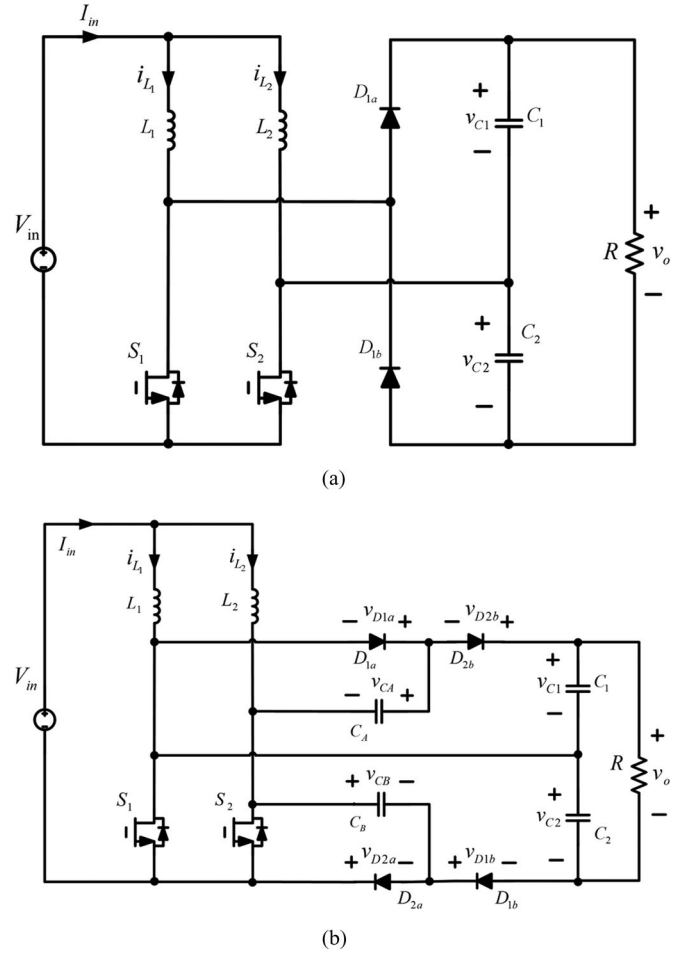 I_in
i_L1 i_L2
L_1 L_2
D_1a
+ v_C1 − C_1
V_in
+ −
R + v_o −
S_1 S_2
D_1b
+ v_C2 − C_2
(a)
I_in
i_L1 i_L2
L_1 L_2
− v_D1a + − v_D2b +
D_1a D_2b
V_in
− v_CA +
C_A
+ v_C1 − C_1
+ v_CB −
C_B
R + v_o −
S_1 S_2
+ v_C2 − C_2
+ v_D2a − + v_D1b −
D_2a D_1b
(b)